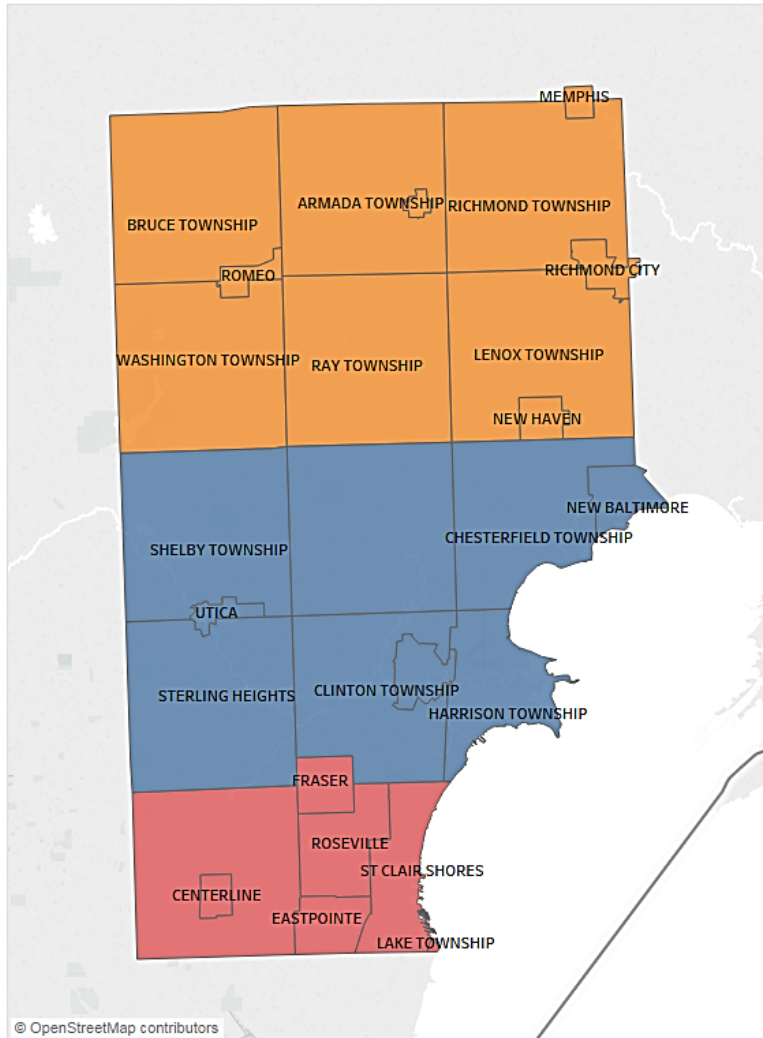 MEMPHIS
ARMADA TOWNSHIP
RICHMOND TOWNSHIP
BRUCE TOWNSHIP
ROMEO
RICHMOND CITY
WASHINGTON TOWNSHIP
RAY TOWNSHIP
LENOX TOWNSHIP
NEW HAVEN
NEW BALTIMORE
CHESTERFIELD TOWNSHIP
SHELBY TOWNSHIP
UTICA
STERLING HEIGHTS
CLINTON TOWNSHIP
HARRISON TOWNSHIP
FRASER
ROSEVILLE
ST CLAIR SHORES
CENTERLINE
EASTPOINTE
LAKE TOWNSHIP
© OpenStreetMap contributors